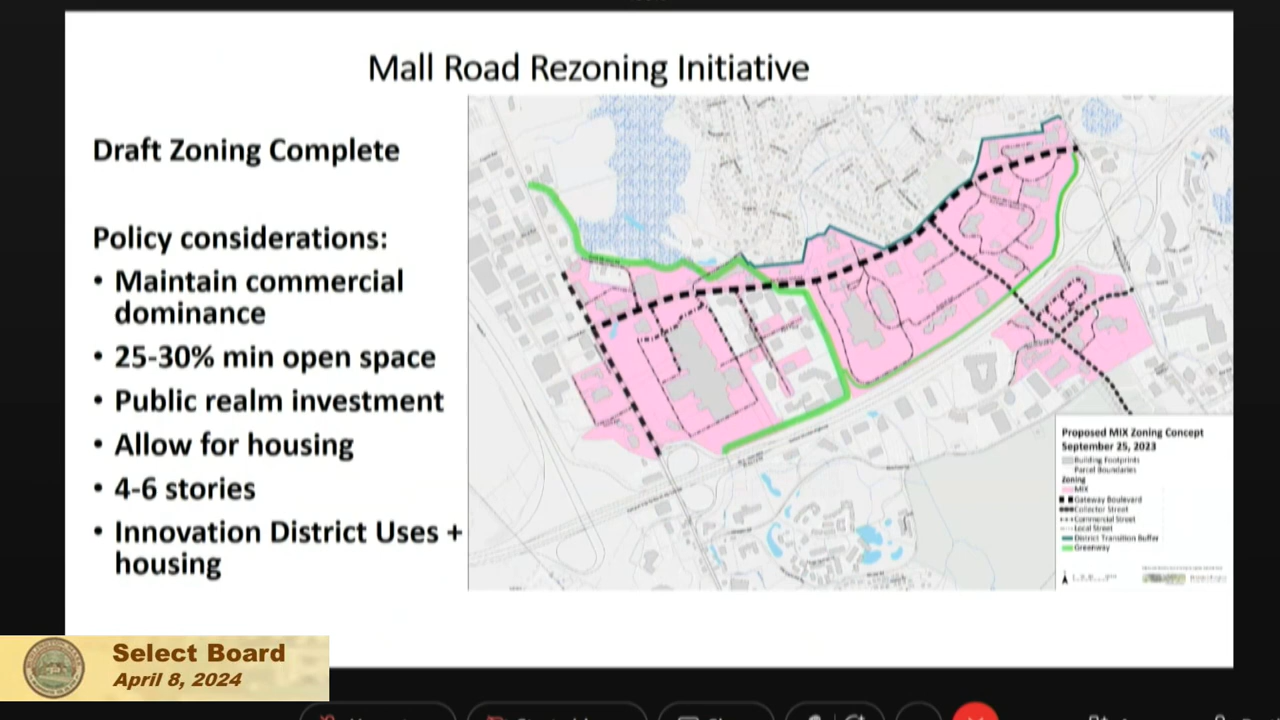 Mall Road Rezoning Initiative
Draft Zoning Complete
Policy considerations:
• Maintain commercial
dominance
• 25-30% min open space
• Public realm investment
• Allow for housing
• 4-6 stories
• Innovation District Uses +
housing
Proposed MIX Zoning Concept
September 25, 2023
Building Footprints
Parcel Boundaries
Zoning
MIX
Gateway Boulevard
Collector Street
Commercial Street
Local Street
District Transition Buffer
Greenway
Select Board
April 8, 2024